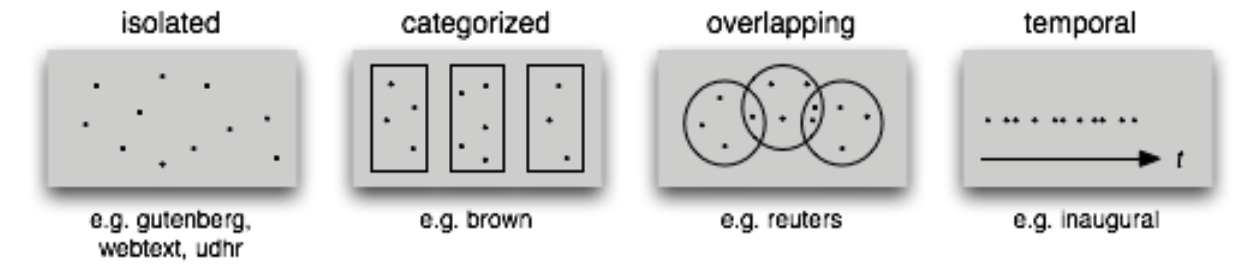 isolated
e.g. gutenberg,
webtext, udhr
categorized
e.g. brown
overlapping
e.g. reuters
temporal
t
e.g. inaugural